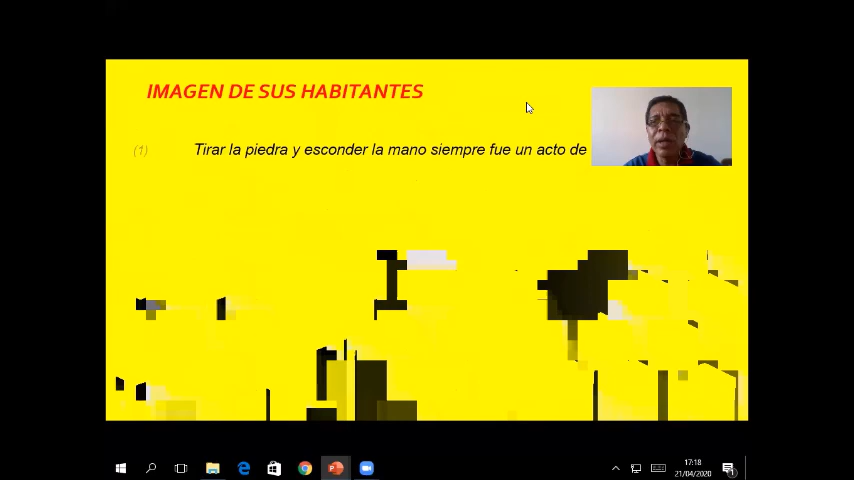 IMAGEN DE SUS HABITANTES
(1) Tirar la piedra y esconder la mano siempre fue un acto de
17:18
21/04/2020